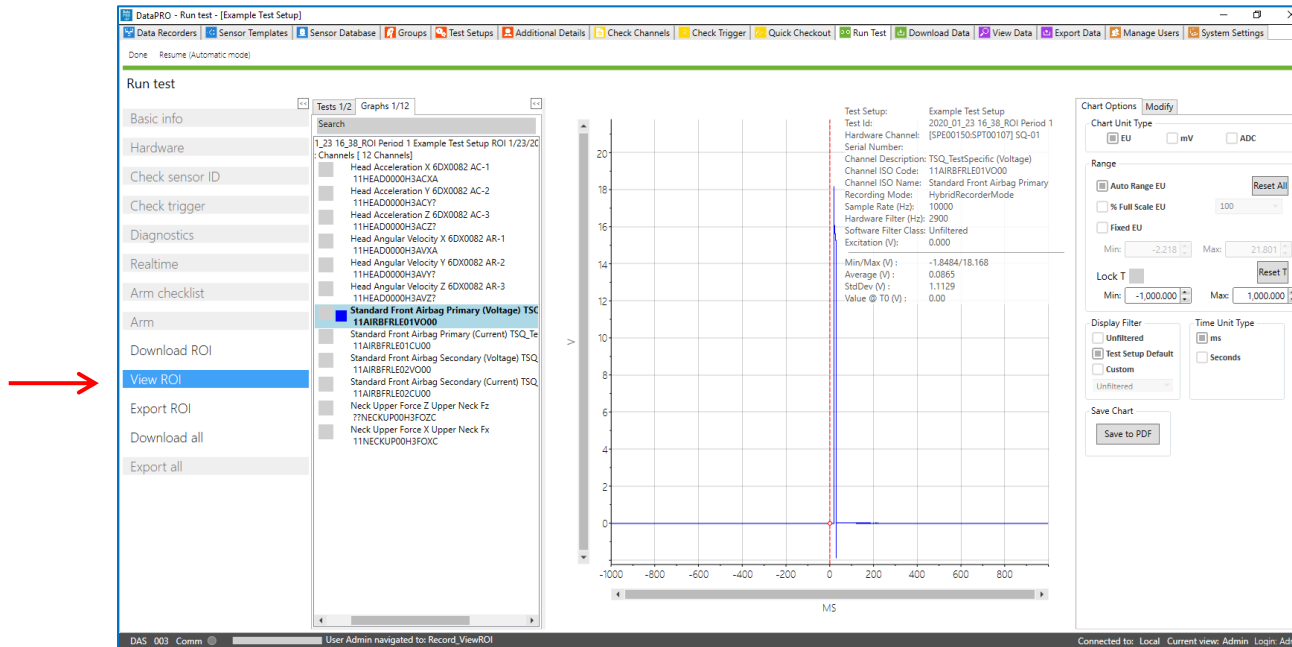 DataPRO - Run test - [Example Test Setup]
Data Recorders Sensor Templates Sensor Database Groups Test Setups Additional Details Check Channels Check Trigger Quick Checkout Run Test Download Data View Data Export Data Manage Users System Settings
Done Resume (Automatic mode)
Run test
Basic info
Hardware
Check sensor ID
Check trigger
Diagnostics
Realtime
Arm checklist
Arm
Download ROI
View ROI
Export ROI
Download all
Export all
<<
Tests 1/2 Graphs 1/12
<<
Search
1_23 16_38_ROI Period 1 Example Test Setup ROI 1/23/20
: Channels [ 12 Channels]
Head Acceleration X 6DX0082 AC-1
11HEAD0000H3ACXA
Head Acceleration Y 6DX0082 AC-2
11HEAD0000H3ACY?
Head Acceleration Z 6DX0082 AC-3
11HEAD0000H3ACZ?
Head Angular Velocity X 6DX0082 AR-1
11HEAD0000H3AVXA
Head Angular Velocity Y 6DX0082 AR-2
11HEAD0000H3AVY?
Head Angular Velocity Z 6DX0082 AR-3
11HEAD0000H3AVZ?
Standard Front Airbag Primary (Voltage) TSQ
11AIRBFRLE01VO00
Standard Front Airbag Primary (Current) TSQ_Te
11AIRBFRLE01CU00
Standard Front Airbag Secondary (Voltage) TSQ
11AIRBFRLE02VO00
Standard Front Airbag Secondary (Current) TSQ_
11AIRBFRLE02CU00
Neck Upper Force Z Upper Neck Fz
??NECKUP00H3FOZC
Neck Upper Force X Upper Neck Fx
11NECKUP00H3FOXC
Test Setup: Example Test Setup
Test Id: 2020_01_23 16_38_ROI Period 1
Hardware Channel: [SPE00150:SPT00107] SQ-01
Serial Number:
Channel Description: TSQ_TestSpecific (Voltage)
Channel ISO Code: 11AIRBFRLE01VO00
Channel ISO Name: Standard Front Airbag Primary
Recording Mode: HybridRecorderMode
Sample Rate (Hz): 10000
Hardware Filter (Hz): 2900
Software Filter Class: Unfiltered
Excitation (V): 0.000
Min/Max (V) : -1.8484/18.168
Average (V) : 0.0865
StdDev (V) : 1.1129
Value @ T0 (V) : 0.00
20
18
16
14
12
10
8
6
4
2
0
V
-1000 -800 -600 -400 -200 0 200 400 600 800
MS
Chart Options Modify
Chart Unit Type
EU mV ADC
Range
Auto Range EU Reset All
% Full Scale EU 100
Fixed EU
Min: -2.218 Max: 21.801
Lock T Reset T
Min: -1,000.000 Max: 1,000.000
Display Filter
Unfiltered
Test Setup Default
Custom
Unfiltered
Time Unit Type
ms
Seconds
Save Chart
Save to PDF
DAS 003 Comm User Admin navigated to: Record_ViewROI Connected to: Local Current view: Admin Login: Adm